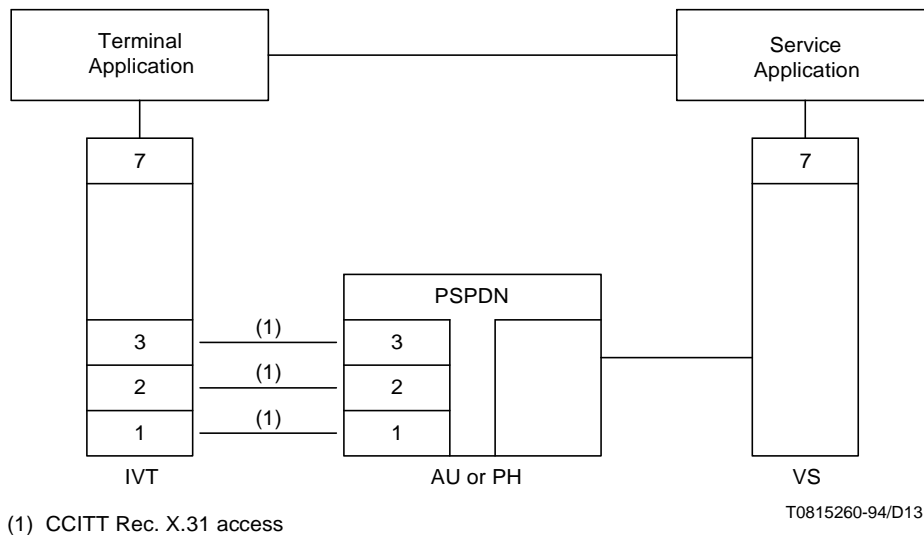 Terminal
Application
Service
Application
7
7
PSPDN
3
(1)
3
2
(1)
2
1
(1)
1
IVT
AU or PH
VS
(1) CCITT Rec. X.31 access
T0815260-94/D13